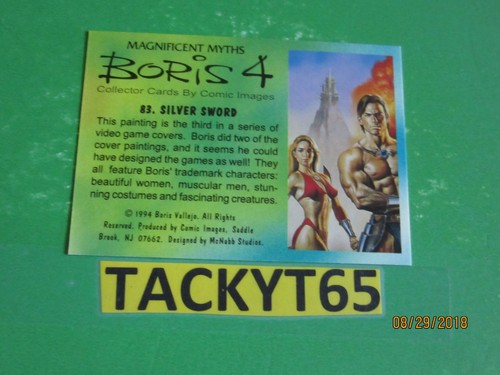 MAGNIFICENT MYTHS
BORIS 4
Collector Cards By Comic Images
83. SILVER SWORD
This painting is the third in a series of
video game covers. Boris did two of the
cover paintings, and it seems he could
have designed the games as well! They
all feature Boris' trademark characters:
beautiful women, muscular men, stun-
ning costumes and fascinating creatures.
© 1994 Boris Vallejo. All Rights
Reserved. Produced by Comic Images, Saddle
Brook, NJ 07662. Designed by McNabb Studios.
TACKYT65
08/29/2018